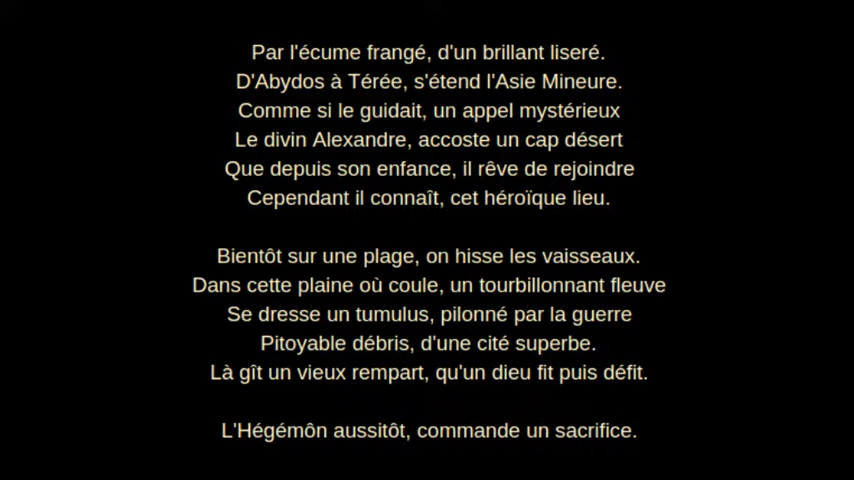 Par l'écume frangé, d'un brillant liseré.
D'Abydos à Térée, s'étend l'Asie Mineure.
Comme si le guidait, un appel mystérieux
Le divin Alexandre, accoste un cap désert
Que depuis son enfance, il rêve de rejoindre
Cependant il connaît, cet héroïque lieu.
Bientôt sur une plage, on hisse les vaisseaux.
Dans cette plaine où coule, un tourbillonnant fleuve
Se dresse un tumulus, pilonné par la guerre
Pitoyable débris, d'une cité superbe.
Là gît un vieux rempart, qu'un dieu fit puis défit.
L'Hégémôn aussitôt, commande un sacrifice.